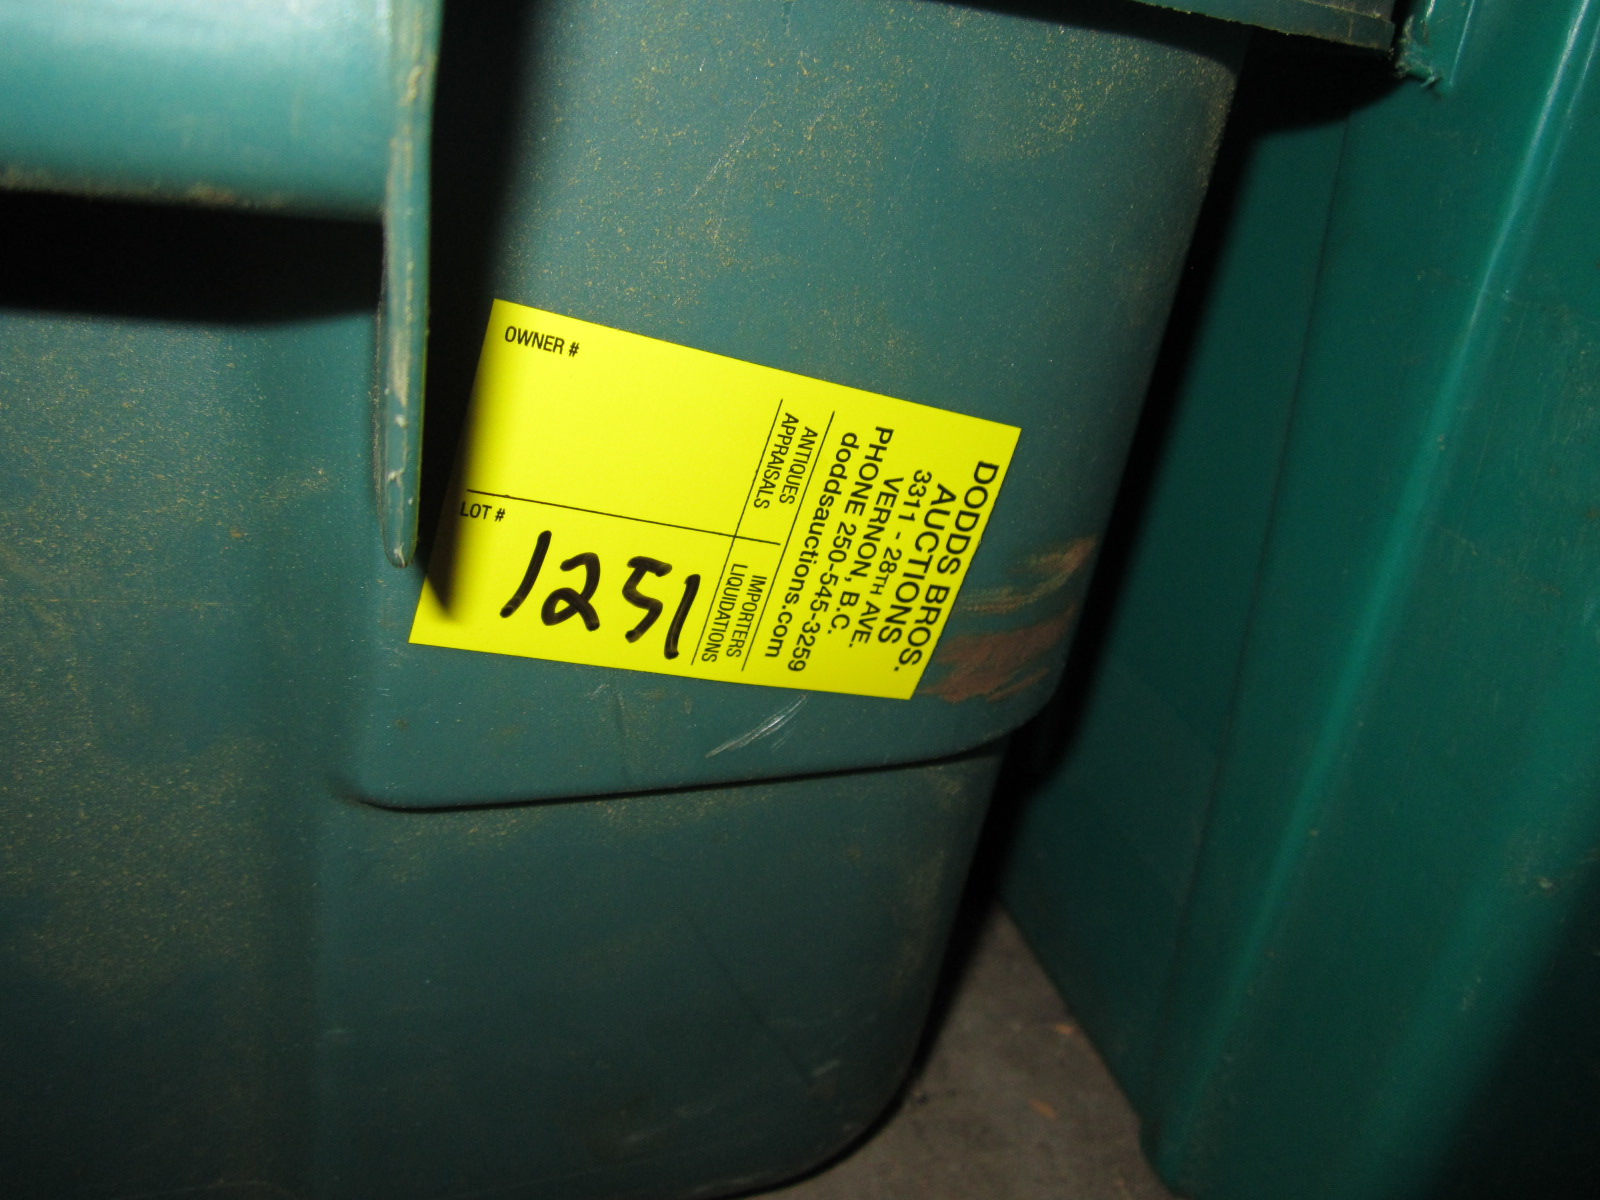 DODDS BROS.
AUCTIONS
3311 - 28TH AVE.
VERNON, B.C.
PHONE 250-545-3259
doddsauctions.com
ANTIQUES
APPRAISALS
IMPORTERS
LIQUIDATIONS
OWNER #
LOT #
1251